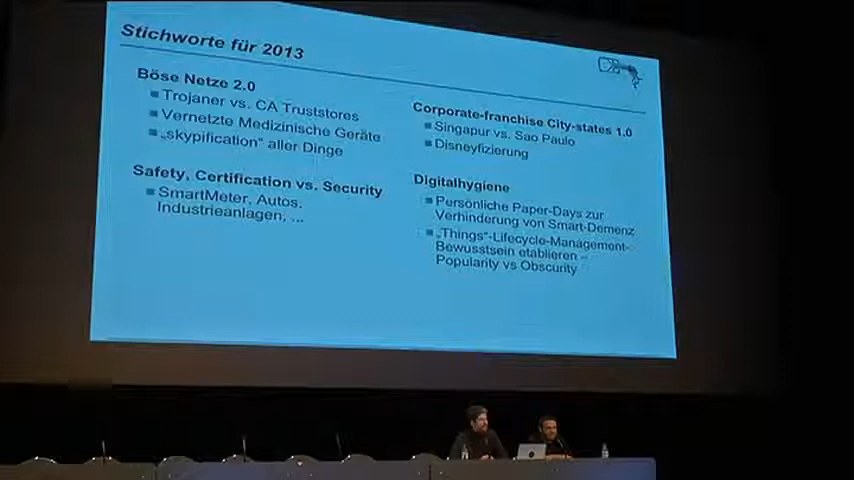 Stichworte für 2013
Böse Netze 2.0
Trojaner vs. CA Truststores
Vernetzte Medizinische Geräte
„skypification“ aller Dinge
Safety, Certification vs. Security
SmartMeter, Autos.
Industrieanlagen, ...
Corporate-franchise City-states 1.0
Singapur vs. Sao Paulo
Disneyfizierung
Digitalhygiene
Persönliche Paper-Days zur
Verhinderung von Smart-Demenz
„Things“-Lifecycle-Management-
Bewusstsein etablieren –
Popularity vs Obscurity